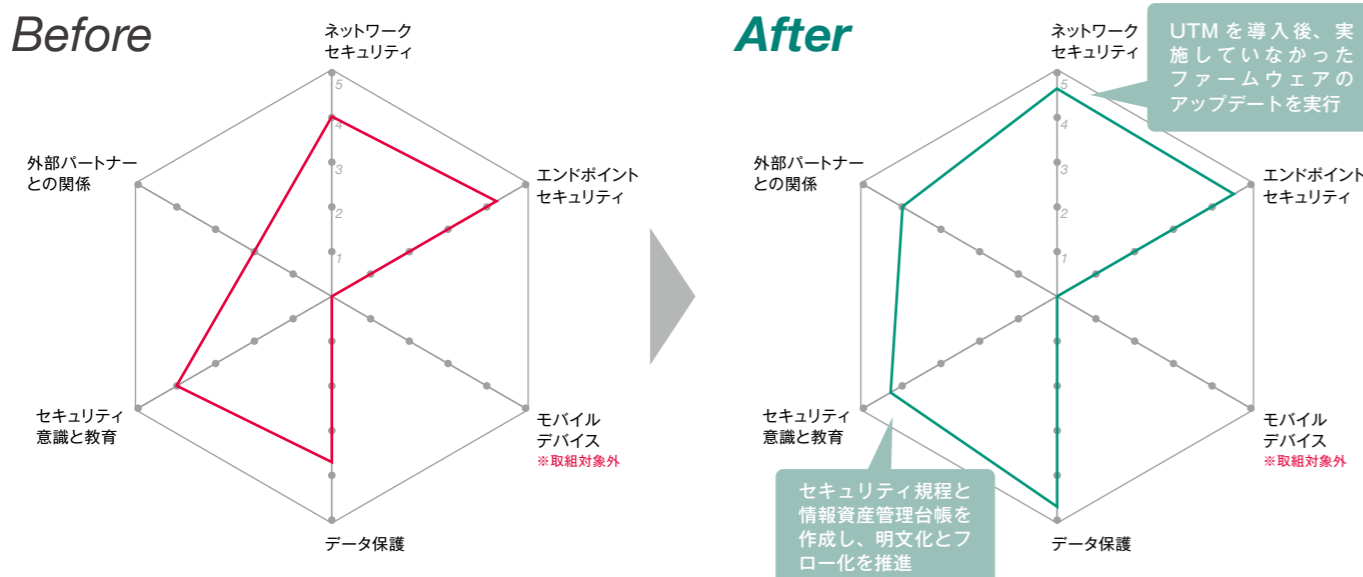 Before
ネットワーク
セキュリティ
5
4
3
2
1
外部パートナー
との関係
エンドポイント
セキュリティ
セキュリティ
意識と教育
モバイル
デバイス
※取組対象外
データ保護
After
ネットワーク
セキュリティ
UTMを導入後、実
施していなかった
ファームウェアの
アップデートを実行
5
4
3
2
1
外部パートナー
との関係
エンドポイント
セキュリティ
セキュリティ
意識と教育
モバイル
デバイス
※取組対象外
セキュリティ規程と
情報資産管理台帳を
作成し、明文化とフ
ロー化を推進
データ保護